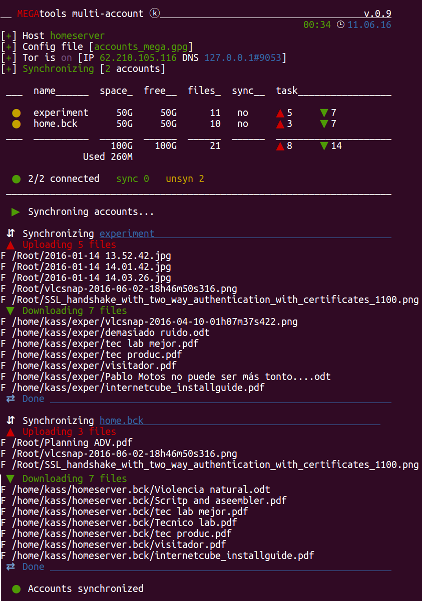 MEGAtools multi-account ⓚ v.0.9
00:34 11.06.16
[+] Host homeserver
[+] Config file [accounts_mega.gpg]
[+] Tor is on [IP 62.210.105.116 DNS 127.0.0.1#9053]
[+] Synchronizing [2 accounts]
___ name______ space_ free__ files_ sync__ task_________________
● experiment 50G 50G 11 no ▲ 5 ▼ 7
● home.bck 50G 50G 10 no ▲ 3 ▼ 7
100G 100G 21 ▲ 8 ▼ 14
Used 260M
● 2/2 connected sync 0 unsyn 2
▶ Synchroning accounts...
⇵ Synchronizing experiment
▲ Uploading 5 files
F /Root/2016-01-14 13.52.42.jpg
F /Root/2016-01-14 14.01.42.jpg
F /Root/2016-01-14 14.03.26.jpg
F /Root/vlcsnap-2016-06-02-18h46m50s316.png
F /Root/SSL_handshake_with_two_way_authentication_with_certificates_1100.png
▼ Downloading 7 files
F /home/kass/exper/vlcsnap-2016-04-10-01h07m37s422.png
F /home/kass/exper/demasiado ruido.odt
F /home/kass/exper/tec lab mejor.pdf
F /home/kass/exper/tec produc.pdf
F /home/kass/exper/visitador.pdf
F /home/kass/exper/Pablo Motos no puede ser más tonto....odt
F /home/kass/exper/internetcube_installguide.pdf
⇄ Done
⇵ Synchronizing home.bck
▲ Uploading 3 files
F /Root/Planning ADV.pdf
F /Root/vlcsnap-2016-06-02-18h46m50s316.png
F /Root/SSL_handshake_with_two_way_authentication_with_certificates_1100.png
▼ Downloading 7 files
F /home/kass/homeserver.bck/Violencia natural.odt
F /home/kass/homeserver.bck/Scritp and aseembler.pdf
F /home/kass/homeserver.bck/tec lab mejor.pdf
F /home/kass/homeserver.bck/Tecnico lab.pdf
F /home/kass/homeserver.bck/tec produc.pdf
F /home/kass/homeserver.bck/visitador.pdf
F /home/kass/homeserver.bck/internetcube_installguide.pdf
⇄ Done
● Accounts synchronized